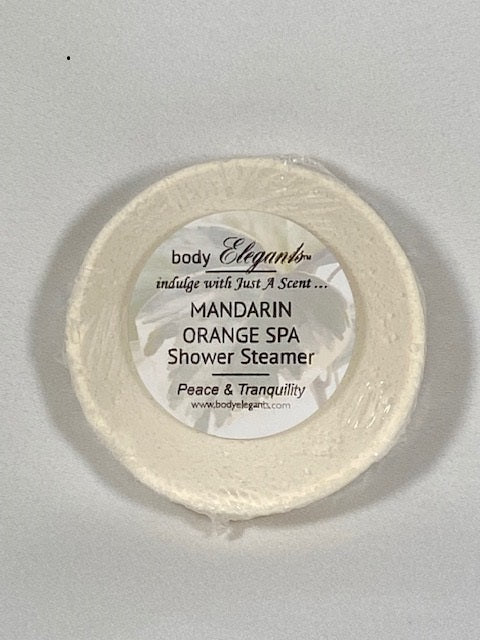 body Elegants™
indulge with Just A Scent...
MANDARIN
ORANGE SPA
Shower Steamer
Peace & Tranquility
www.bodyelegants.com